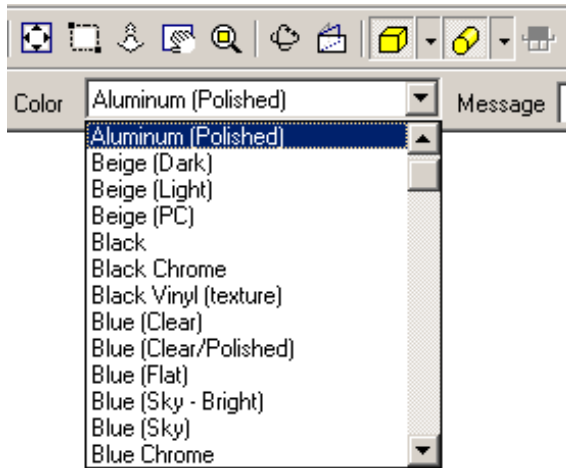 Color Aluminum (Polished) Message
Aluminum (Polished)
Beige (Dark)
Beige (Light)
Beige (PC)
Black
Black Chrome
Black Vinyl (texture)
Blue (Clear)
Blue (Clear/Polished)
Blue (Flat)
Blue (Sky - Bright)
Blue (Sky)
Blue Chrome